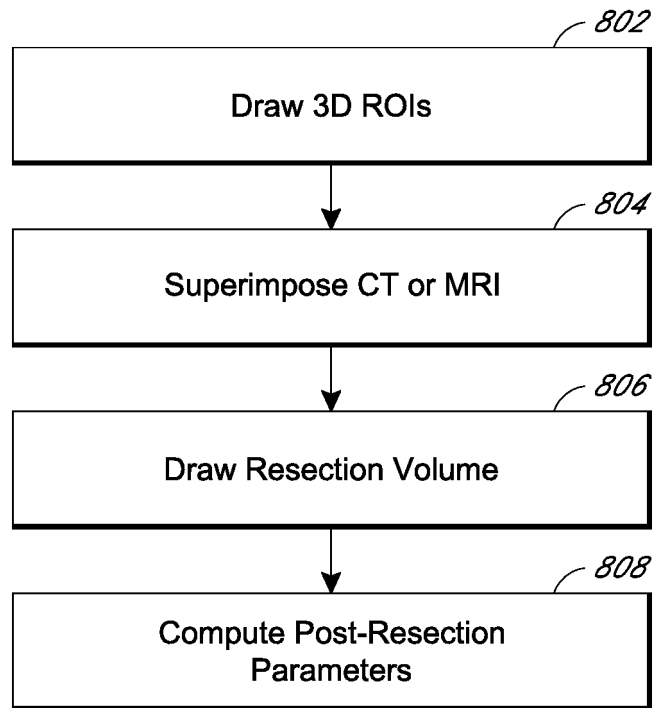 802
Draw 3D ROIs
804
Superimpose CT or MRI
806
Draw Resection Volume
808
Compute Post-Resection
Parameters